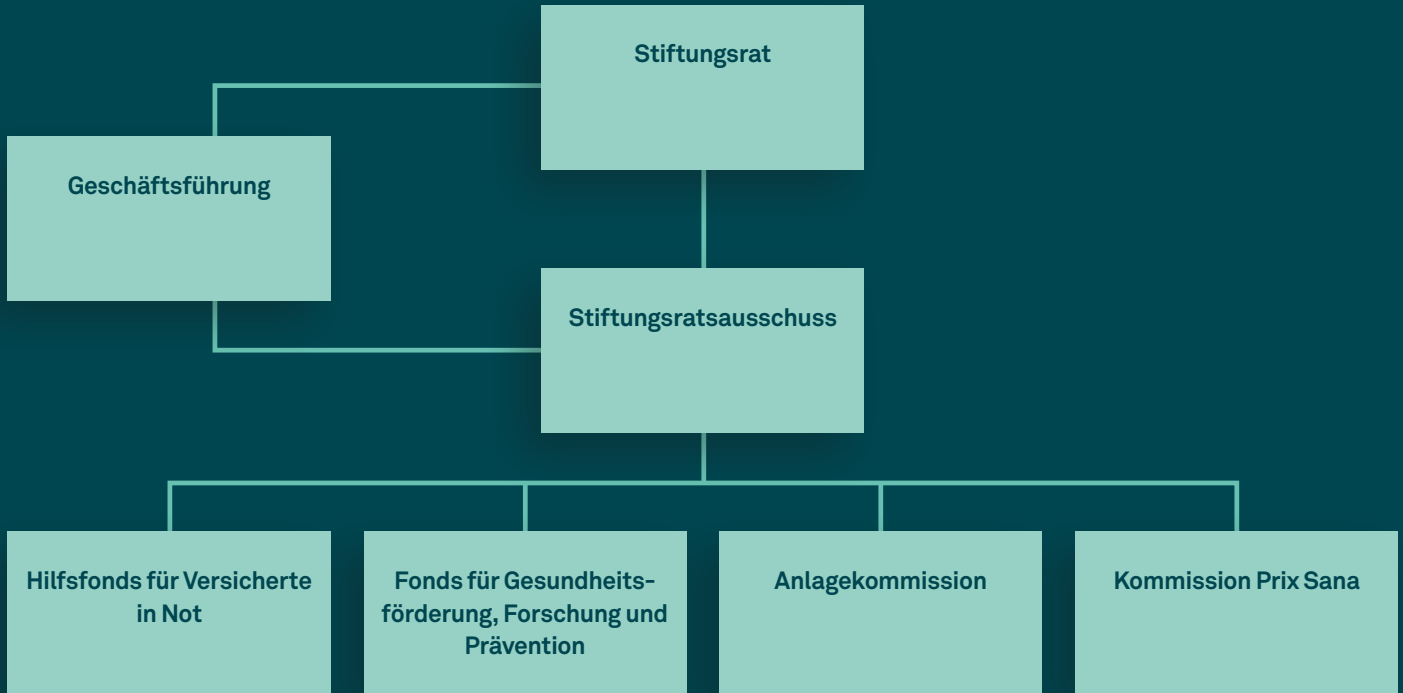 Stiftungsrat
Geschäftsführung
Stiftungsratsausschuss
Hilfsfonds für Versicherte
in Not
Fonds für Gesundheits-
förderung, Forschung und
Prävention
Anlagekommission
Kommission Prix Sana